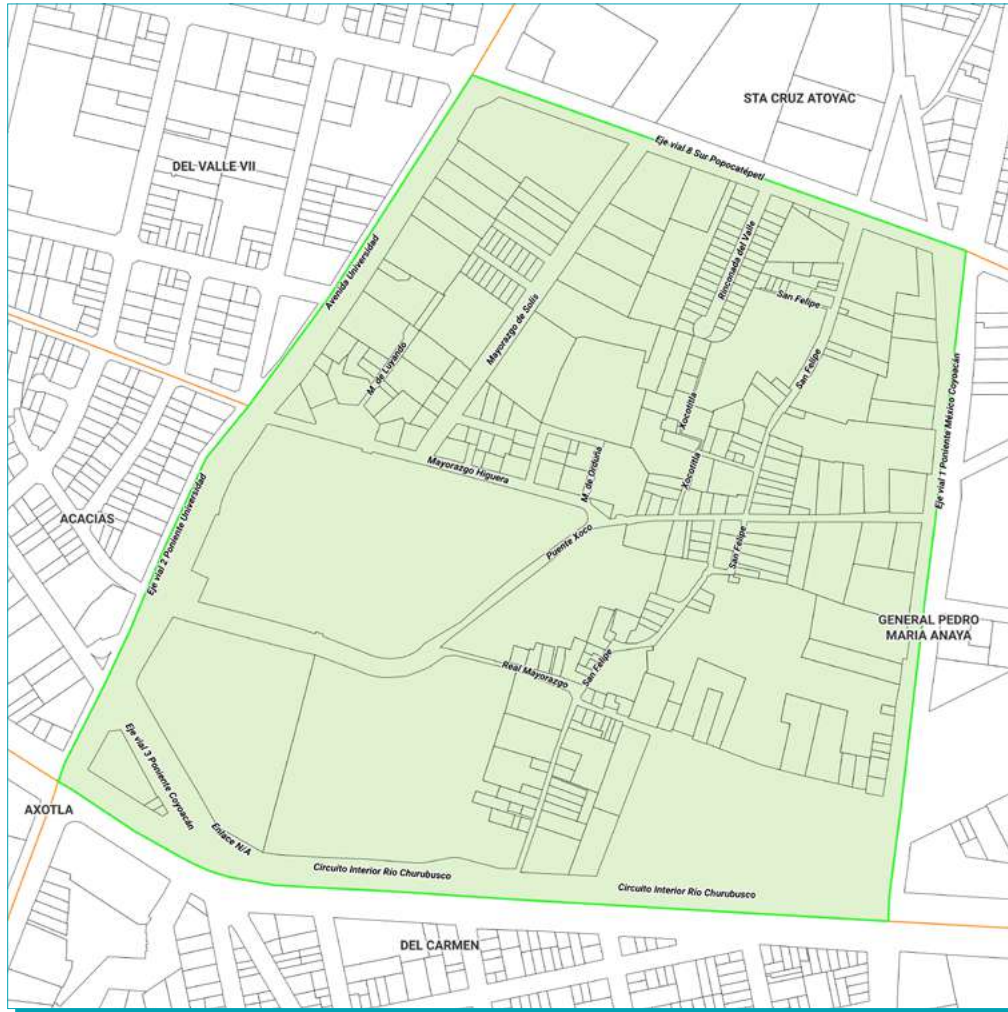 STA CRUZ ATOYAC
Eje vial 8 Sur Popocatépetl
DEL VALLE VII
Rinconada del Valle
Avenida Universidad
San Felipe
Mayorazgo de Solís
San Felipe
M. de Luyando
Eje vial 1 Poniente México Coyoacán
Xocotitla
Mayorazgo Higuera
M. de Orduña
Xocotitla
ACACIAS
Eje vial 2 Poniente Universidad
Puente Xoco
San Felipe
GENERAL PEDRO
MARIA ANAYA
Real Mayorazgo
San Felipe
Eje vial 3 Poniente Coyoacán
AXOTLA
Enlace N/A
Circuito Interior Río Churubusco
Circuito Interior Río Churubusco
DEL CARMEN